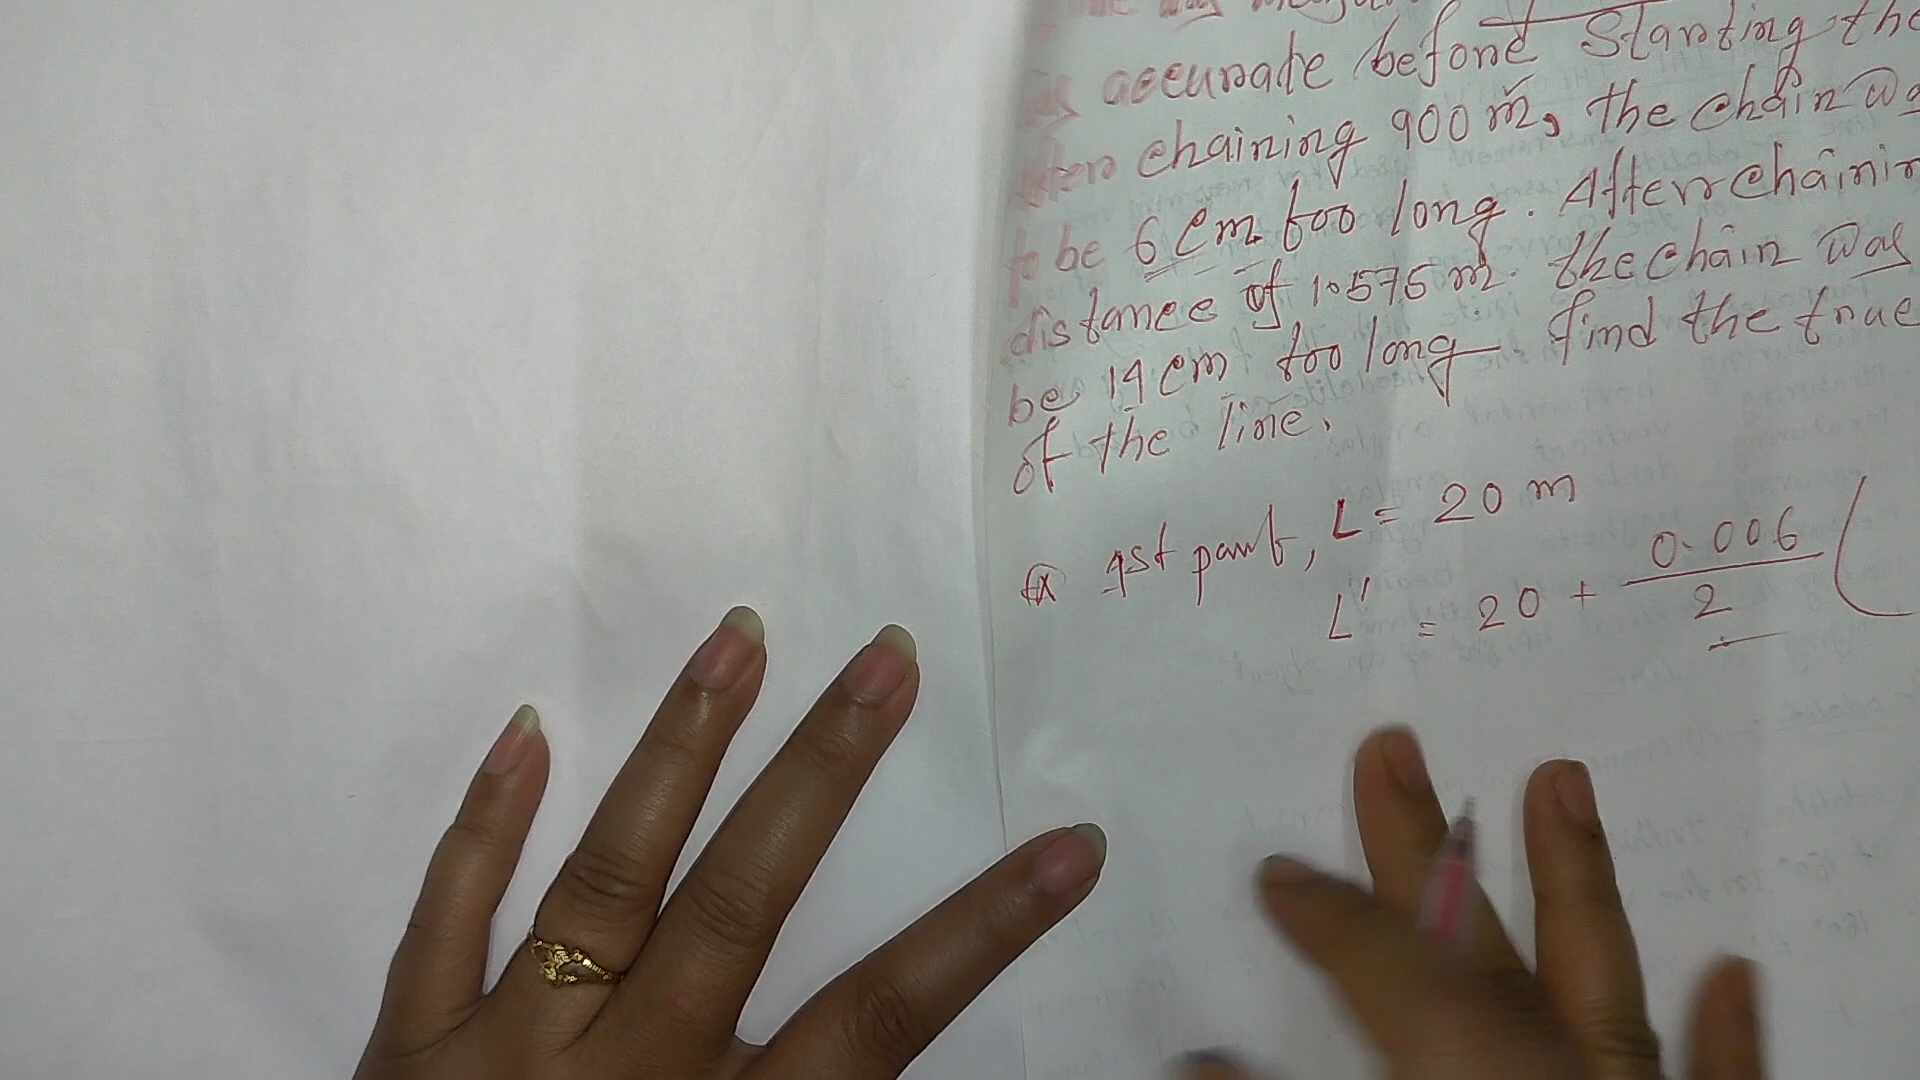 accurate before starting the
chaining 900 m, the chain wa
to be 6 cm too long. After chainin
distance of 1.575 m. the chain was
be 14 cm too long. find the true
of the line.
1st part, L = 20 m
L' = 20 + 0.006 / 2 (